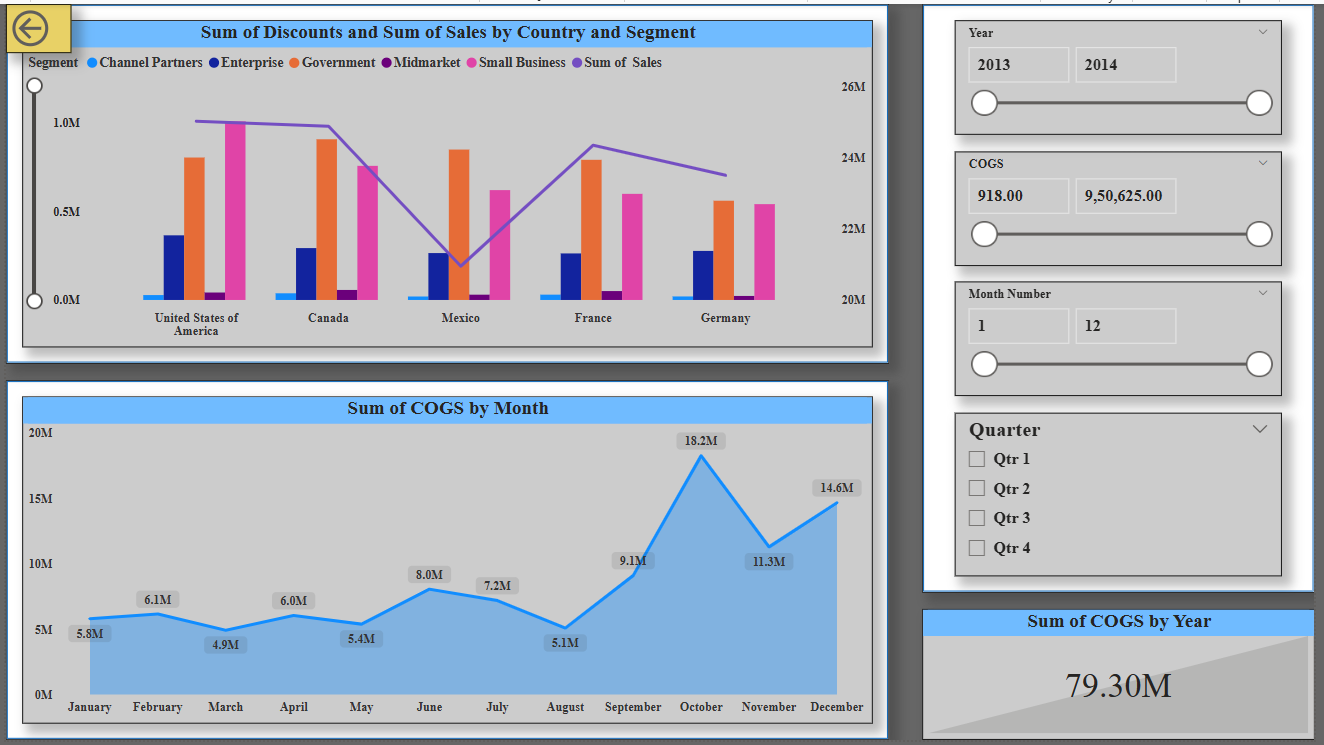 Sum of Discounts and Sum of Sales by Country and Segment
Segment Channel Partners Enterprise Government Midmarket Small Business Sum of Sales
1.0M
0.5M
0.0M
26M
24M
22M
20M
United States of America
Canada
Mexico
France
Germany
Sum of COGS by Month
20M
15M
10M
5M
0M
5.8M
6.1M
4.9M
6.0M
5.4M
8.0M
7.2M
5.1M
9.1M
18.2M
11.3M
14.6M
January February March April May June July August September October November December
Year
2013 2014
COGS
918.00 9,50,625.00
Month Number
1 12
Quarter
Qtr 1
Qtr 2
Qtr 3
Qtr 4
Sum of COGS by Year
79.30M